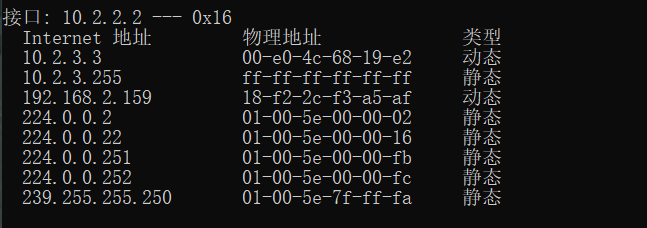 接口: 10.2.2.2 --- 0x16
Internet 地址 物理地址 类型
10.2.3.3 00-e0-4c-68-19-e2 动态
10.2.3.255 ff-ff-ff-ff-ff-ff 静态
192.168.2.159 18-f2-2c-f3-a5-af 动态
224.0.0.2 01-00-5e-00-00-02 静态
224.0.0.22 01-00-5e-00-00-16 静态
224.0.0.251 01-00-5e-00-00-fb 静态
224.0.0.252 01-00-5e-00-00-fc 静态
239.255.255.250 01-00-5e-7f-ff-fa 静态